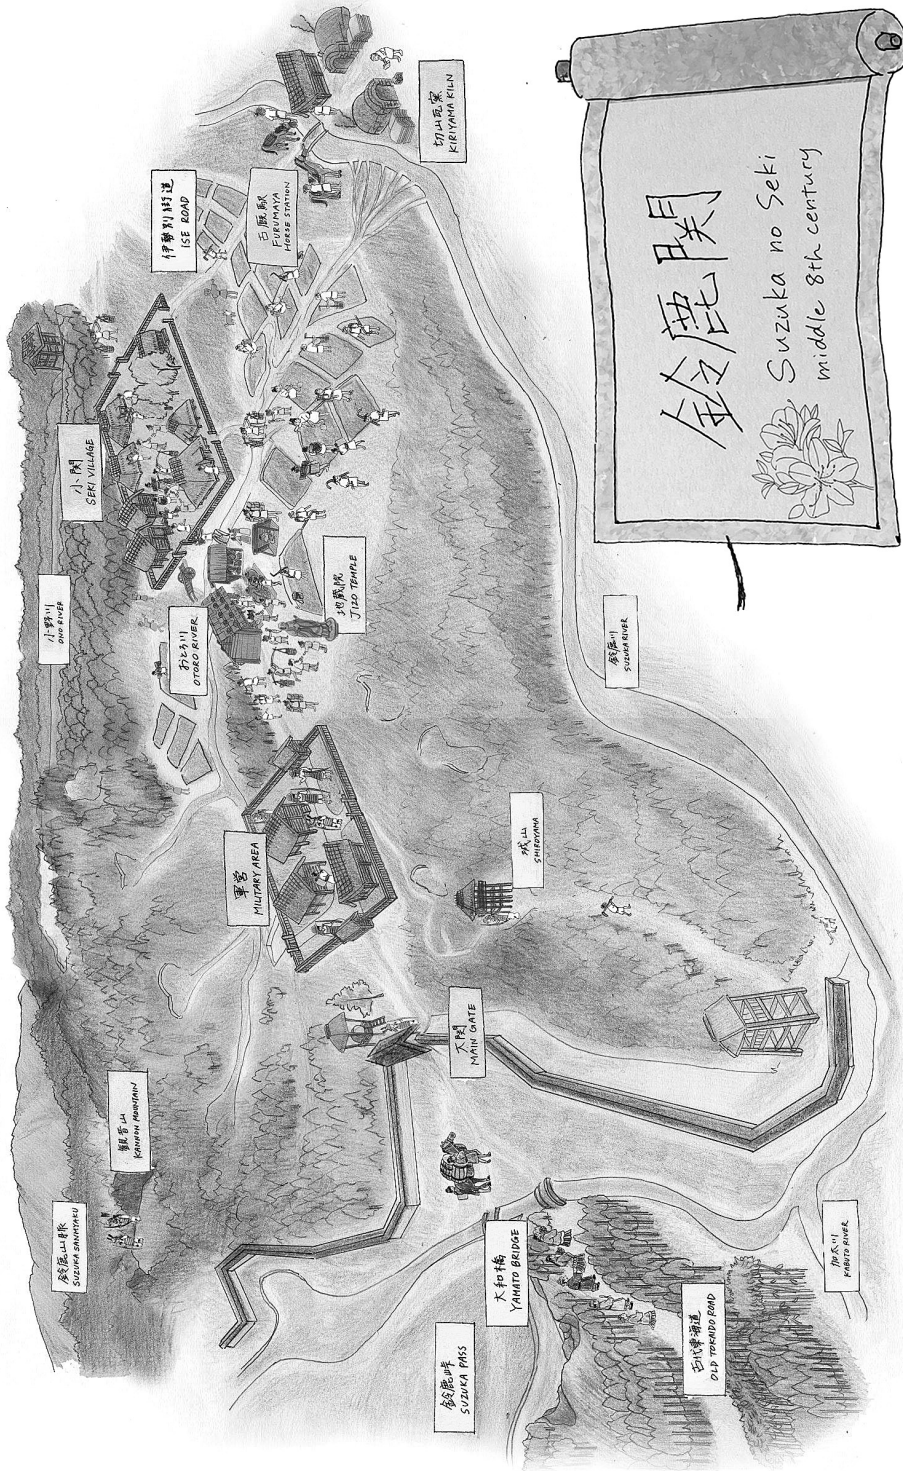 鈴鹿関
Suzuka no Seki
middle 8th century
鈴鹿山脈
SUZUKA SANMYAKU
観音山
KANNON MOUNTAIN
小野川
ONO RIVER
小関
SEKI VILLAGE
伊勢別街道
ISE ROAD
古厩駅
FURUMAYA
HORSE STATION
切山瓦窯
KIRIYAMA KILN
おとろ川
OTORO RIVER
地蔵院
JIZO TEMPLE
軍営
MILITARY AREA
城山
SHIROYAMA
大関
MAIN GATE
鈴鹿川
SUZUKA RIVER
鈴鹿峠
SUZUKA PASS
大和橋
YAMATO BRIDGE
古代東海道
OLD TOKAIDO ROAD
加太川
KABUTO RIVER